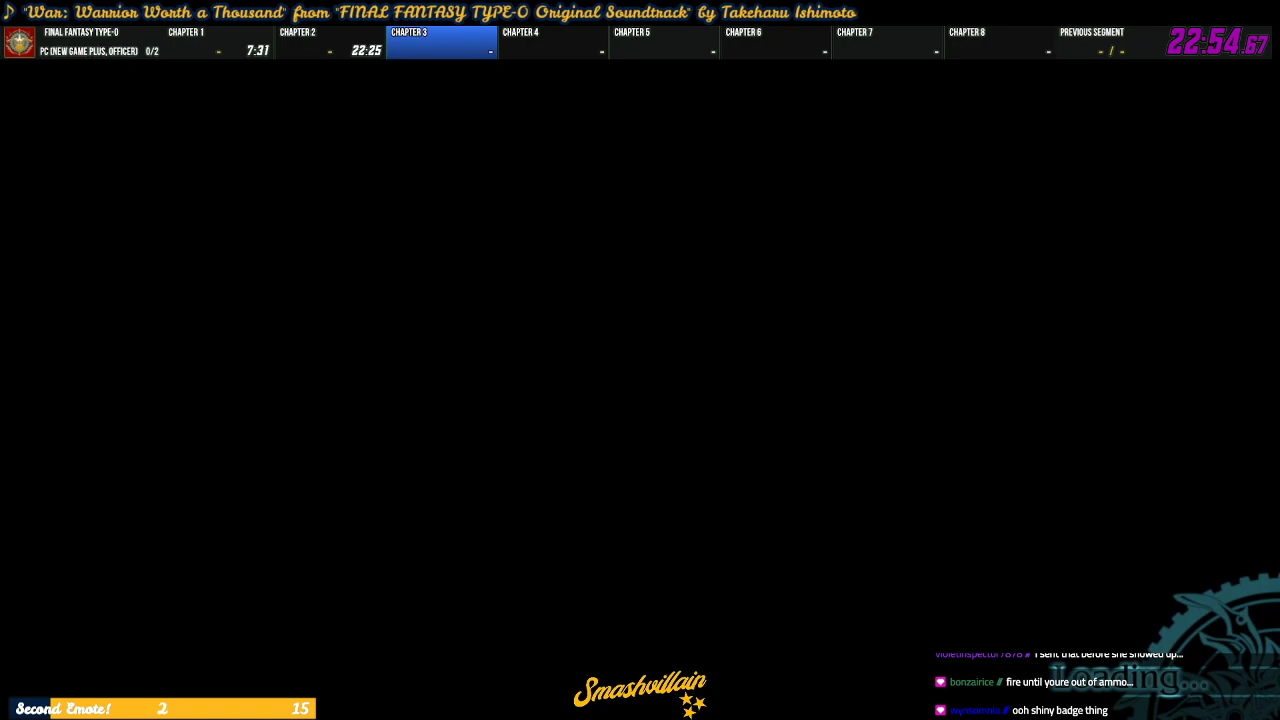 ♪ "War: Warrior Worth a Thousand" from "FINAL FANTASY TYPE-0 Original Soundtrack" by Takeharu Ishimoto
FINAL FANTASY TYPE-0
PC (NEW GAME PLUS, OFFICER) 0/2
CHAPTER 1
- 7:31
CHAPTER 2
- 22:25
CHAPTER 3
-
CHAPTER 4
-
CHAPTER 5
-
CHAPTER 6
-
CHAPTER 7
-
CHAPTER 8
-
PREVIOUS SEGMENT
- / -
22:54.67
violetinspector7878 // I sent that before she showed up...
Loading...
bonzairice // fire until youre out of ammo...
wyntermnia // ooh shiny badge thing
Smashvillain
Second Emote! 2 15